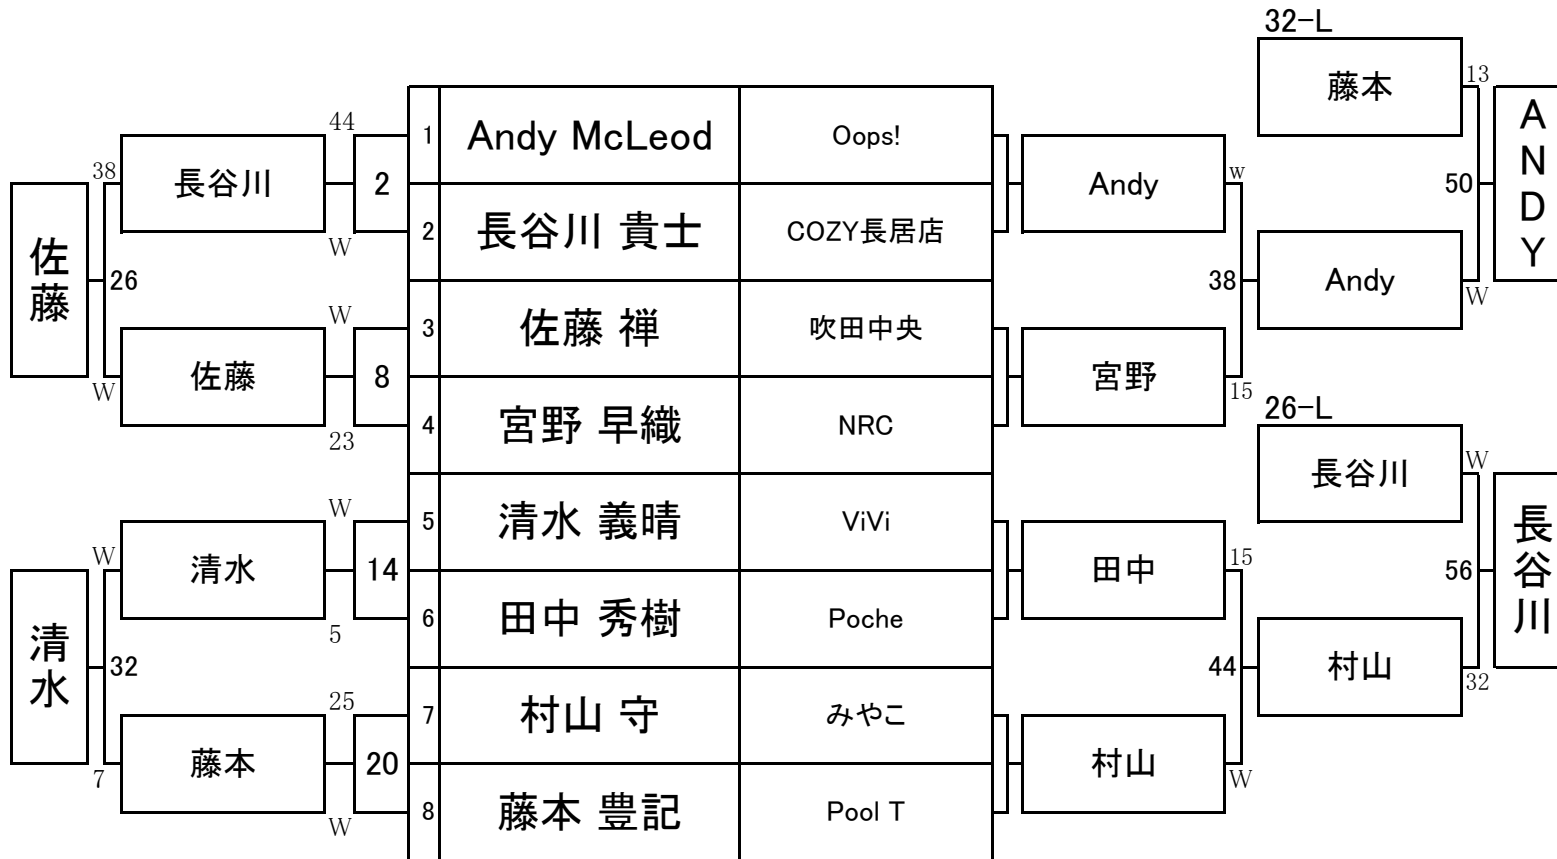 32-L
藤本 13
44 1 Andy McLeod Oops!
38 長谷川 2 Andy w 50 ANDY
W 2 長谷川 貴士 COZY長居店
佐藤 26 38 Andy W
W 3 佐藤 禅 吹田中央
W 佐藤 8 宮野 15
23 4 宮野 早織 NRC
26-L
長谷川 W
W 5 清水 義晴 ViVi
W 清水 14 田中 15 56 長谷川
5 6 田中 秀樹 Poche
清水 32 44 村山 32
25 7 村山 守 みやこ
7 藤本 20 村山 W
W 8 藤本 豊記 Pool T